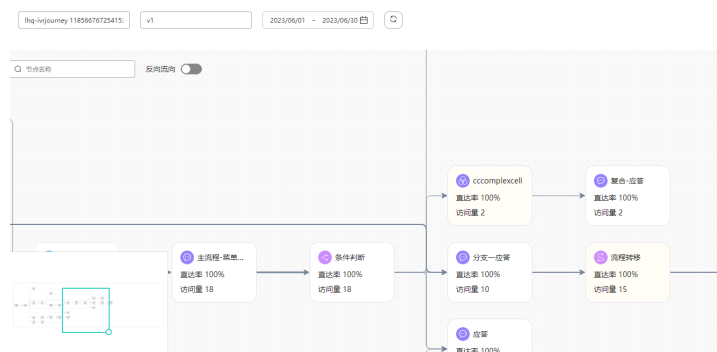 lhq-ivrjourney 11856676725415:
v1
2023/06/01 ~ 2023/06/30
节点名称
反向流向
cccomplexcell
直达率 100%
访问量 2
复合-应答
直达率 100%
访问量 2
主流程-菜单...
直达率 100%
访问量 18
条件判断
直达率 100%
访问量 18
分支一应答
直达率 100%
访问量 10
流程转移
直达率 100%
访问量 15
应答
直达率 100%